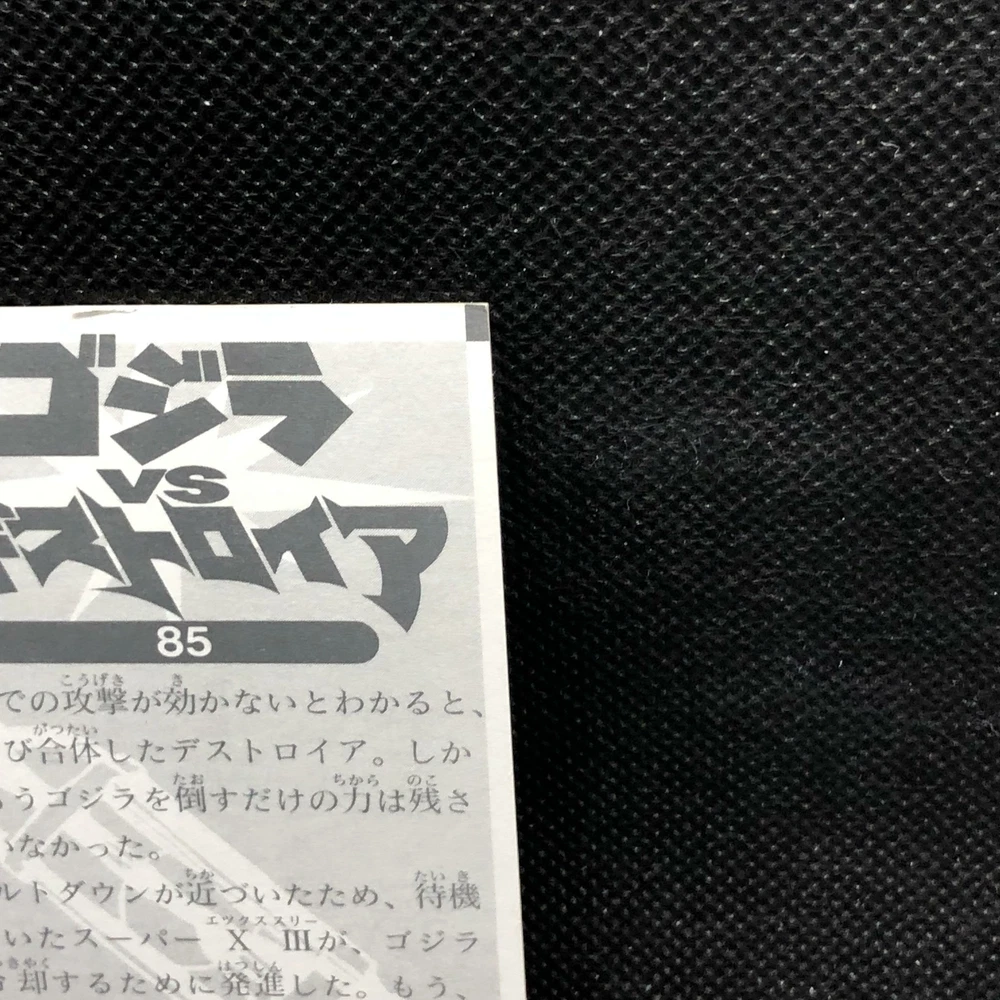 ゴジラ
VS
デストロイア
85
での攻撃が効かないとわかると、
び合体したデストロイア。しか
うゴジラを倒すだけの力は残さ
いなかった。
ルトダウンが近づいたため、待機
いたスーパーXⅢが、ゴジラ
却するために発進した。もう、